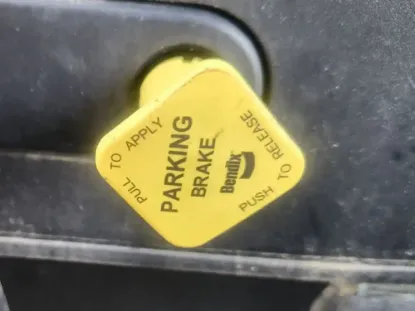 PULL TO APPLY
PARKING
BRAKE
Bendix
PUSH TO RELEASE